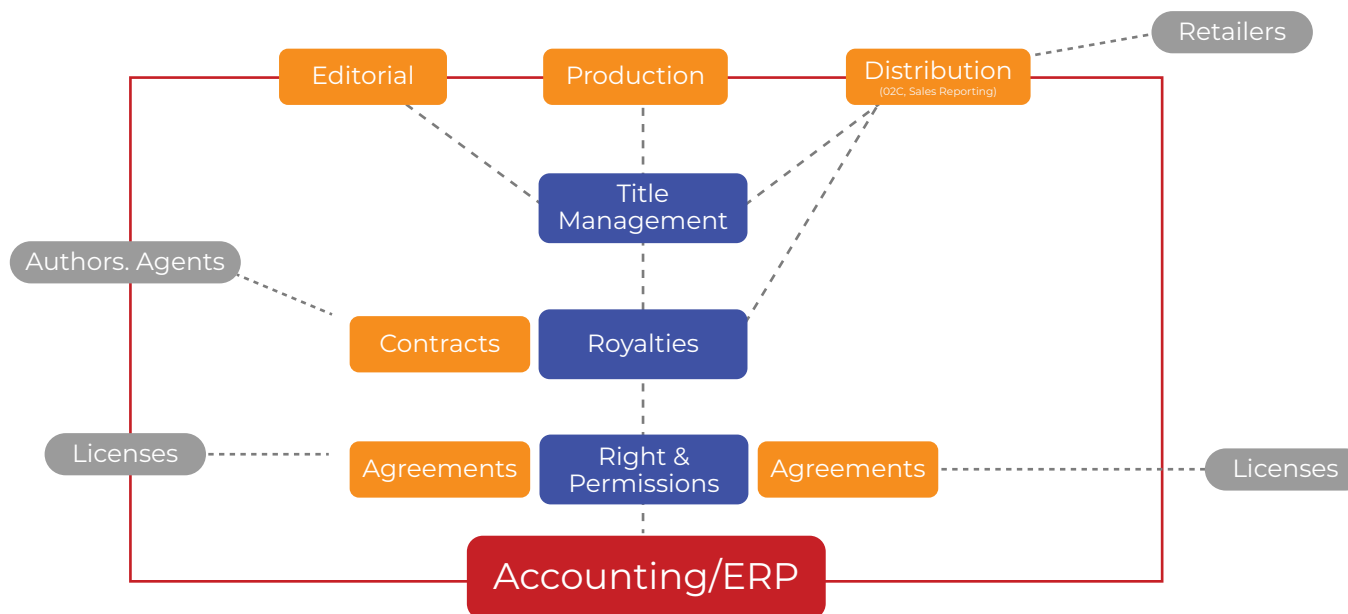 Retailers
Editorial
Production
Distribution
(02C, Sales Reporting)
Title
Management
Authors. Agents
Contracts
Royalties
Licenses
Agreements
Right &
Permissions
Agreements
Licenses
Accounting/ERP